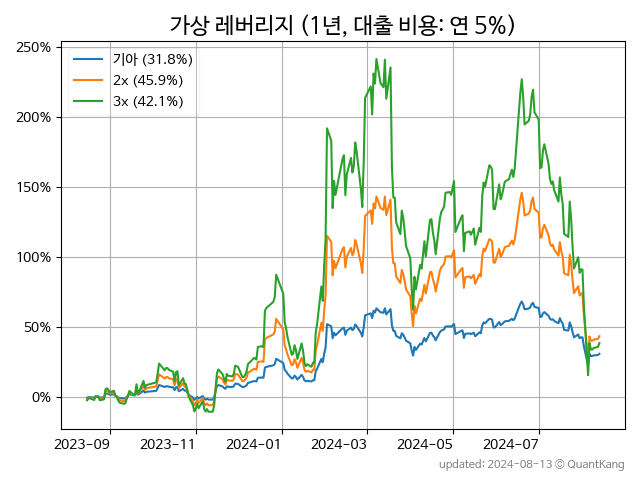 가상 레버리지 (1년, 대출 비용: 연 5%)
250%
200%
150%
100%
50%
0%
기아 (31.8%)
2x (45.9%)
3x (42.1%)
2023-09 2023-11 2024-01 2024-03 2024-05 2024-07
updated: 2024-08-13 © QuantKang